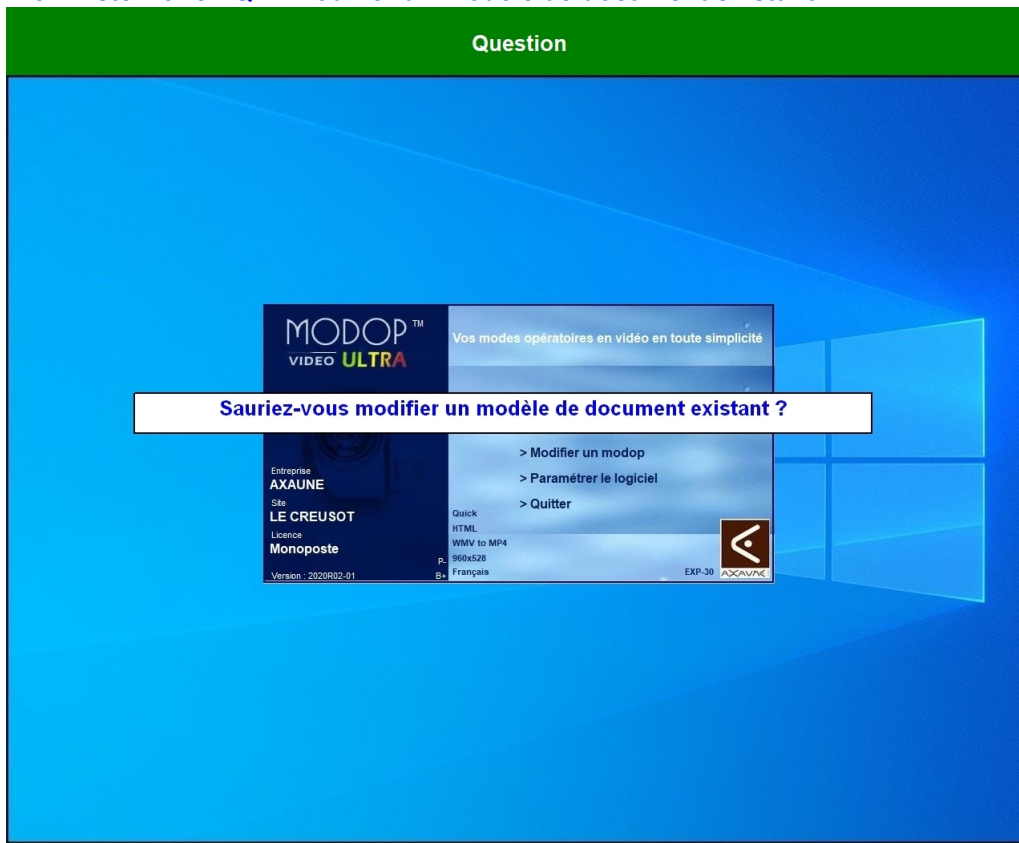 Question
MODOP™
VIDEO ULTRA
Vos modes opératoires en vidéo en toute simplicité
Sauriez-vous modifier un modèle de document existant ?
> Modifier un modop
> Paramétrer le logiciel
> Quitter
Entreprise
AXAUNE
Site
LE CREUSOT
Licence
Monoposte
Version : 2020R02-01
P-
B+
Quick
HTML
WMV to MP4
960x528
Français
EXP-30
AXAUNE